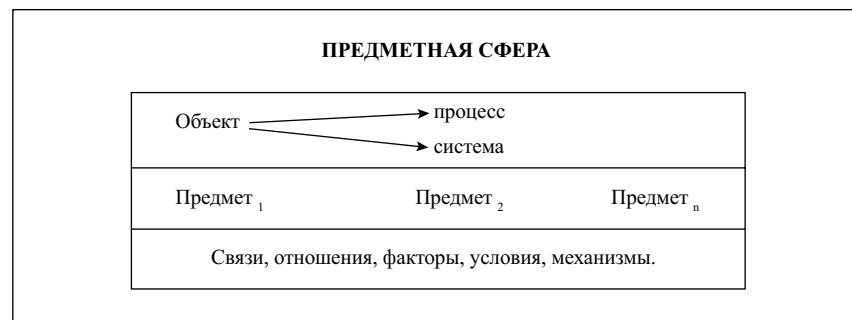 ПРЕДМЕТНАЯ СФЕРА
Объект
процесс
система
Предмет 1 Предмет 2 Предмет n
Связи, отношения, факторы, условия, механизмы.